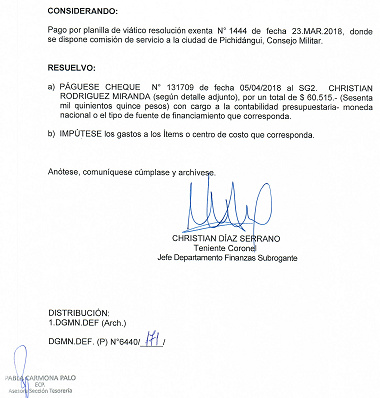 CONSIDERANDO:
Pago por planilla de viático resolución exenta N° 1444 de fecha 23.MAR.2018, donde
se dispone comisión de servicio a la ciudad de Pichidángui, Consejo Militar.
RESUELVO:
a) PÁGUESE CHEQUE N° 131709 de fecha 05/04/2018 al SG2. CHRISTIAN
RODRIGUEZ MIRANDA (según detalle adjunto), por un total de $ 60.515.- (Sesenta
mil quinientos quince pesos) con cargo a la contabilidad presupuestaria- moneda
nacional o el tipo de fuente de financiamiento que corresponda.
b) IMPÚTESE los gastos a los Ítems o centro de costo que corresponda.
Anótese, comuníquese cúmplase y archívese.
CHRISTIAN DÍAZ SERRANO
Teniente Coronel
Jefe Departamento Finanzas Subrogante
DISTRIBUCIÓN:
1.DGMN.DEF (Arch.)
DGMN.DEF. (P) N°6440/ 171 /
PABLA CARMONA PALO
ECR
Asesora Sección Tesorería